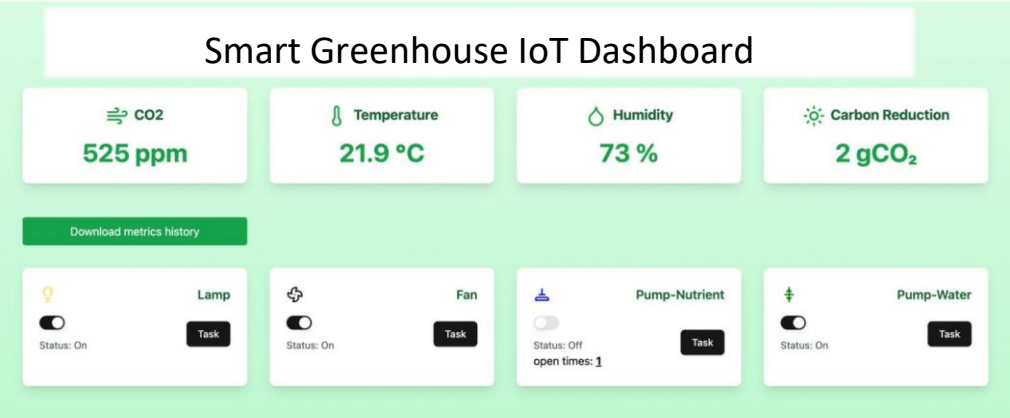 Smart Greenhouse IoT Dashboard
CO2
525 ppm
Temperature
21.9 °C
Humidity
73 %
Carbon Reduction
2 gCO₂
Download metrics history
Lamp
Status: On
Task
Fan
Status: On
Task
Pump-Nutrient
Status: Off
open times: 1
Task
Pump-Water
Status: On
Task